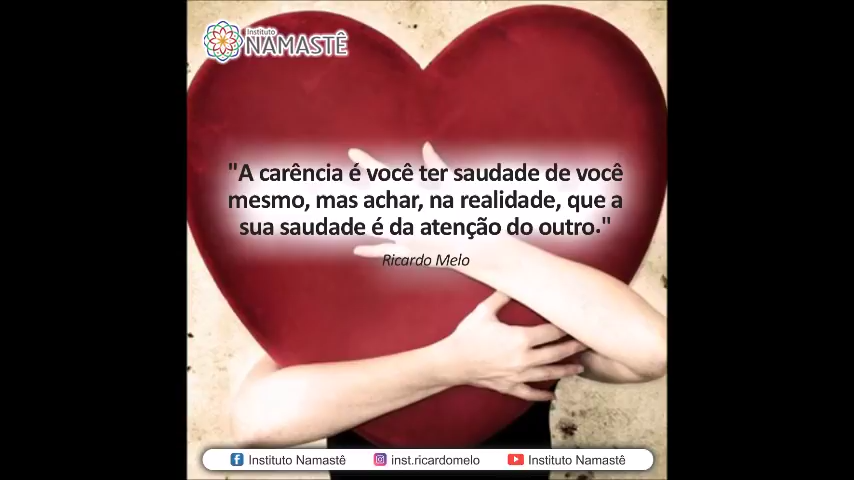 Instituto
NAMASTÊ
"A carência é você ter saudade de você
mesmo, mas achar, na realidade, que a
sua saudade é da atenção do outro."
Ricardo Melo
Instituto Namastê inst.ricardomelo Instituto Namastê